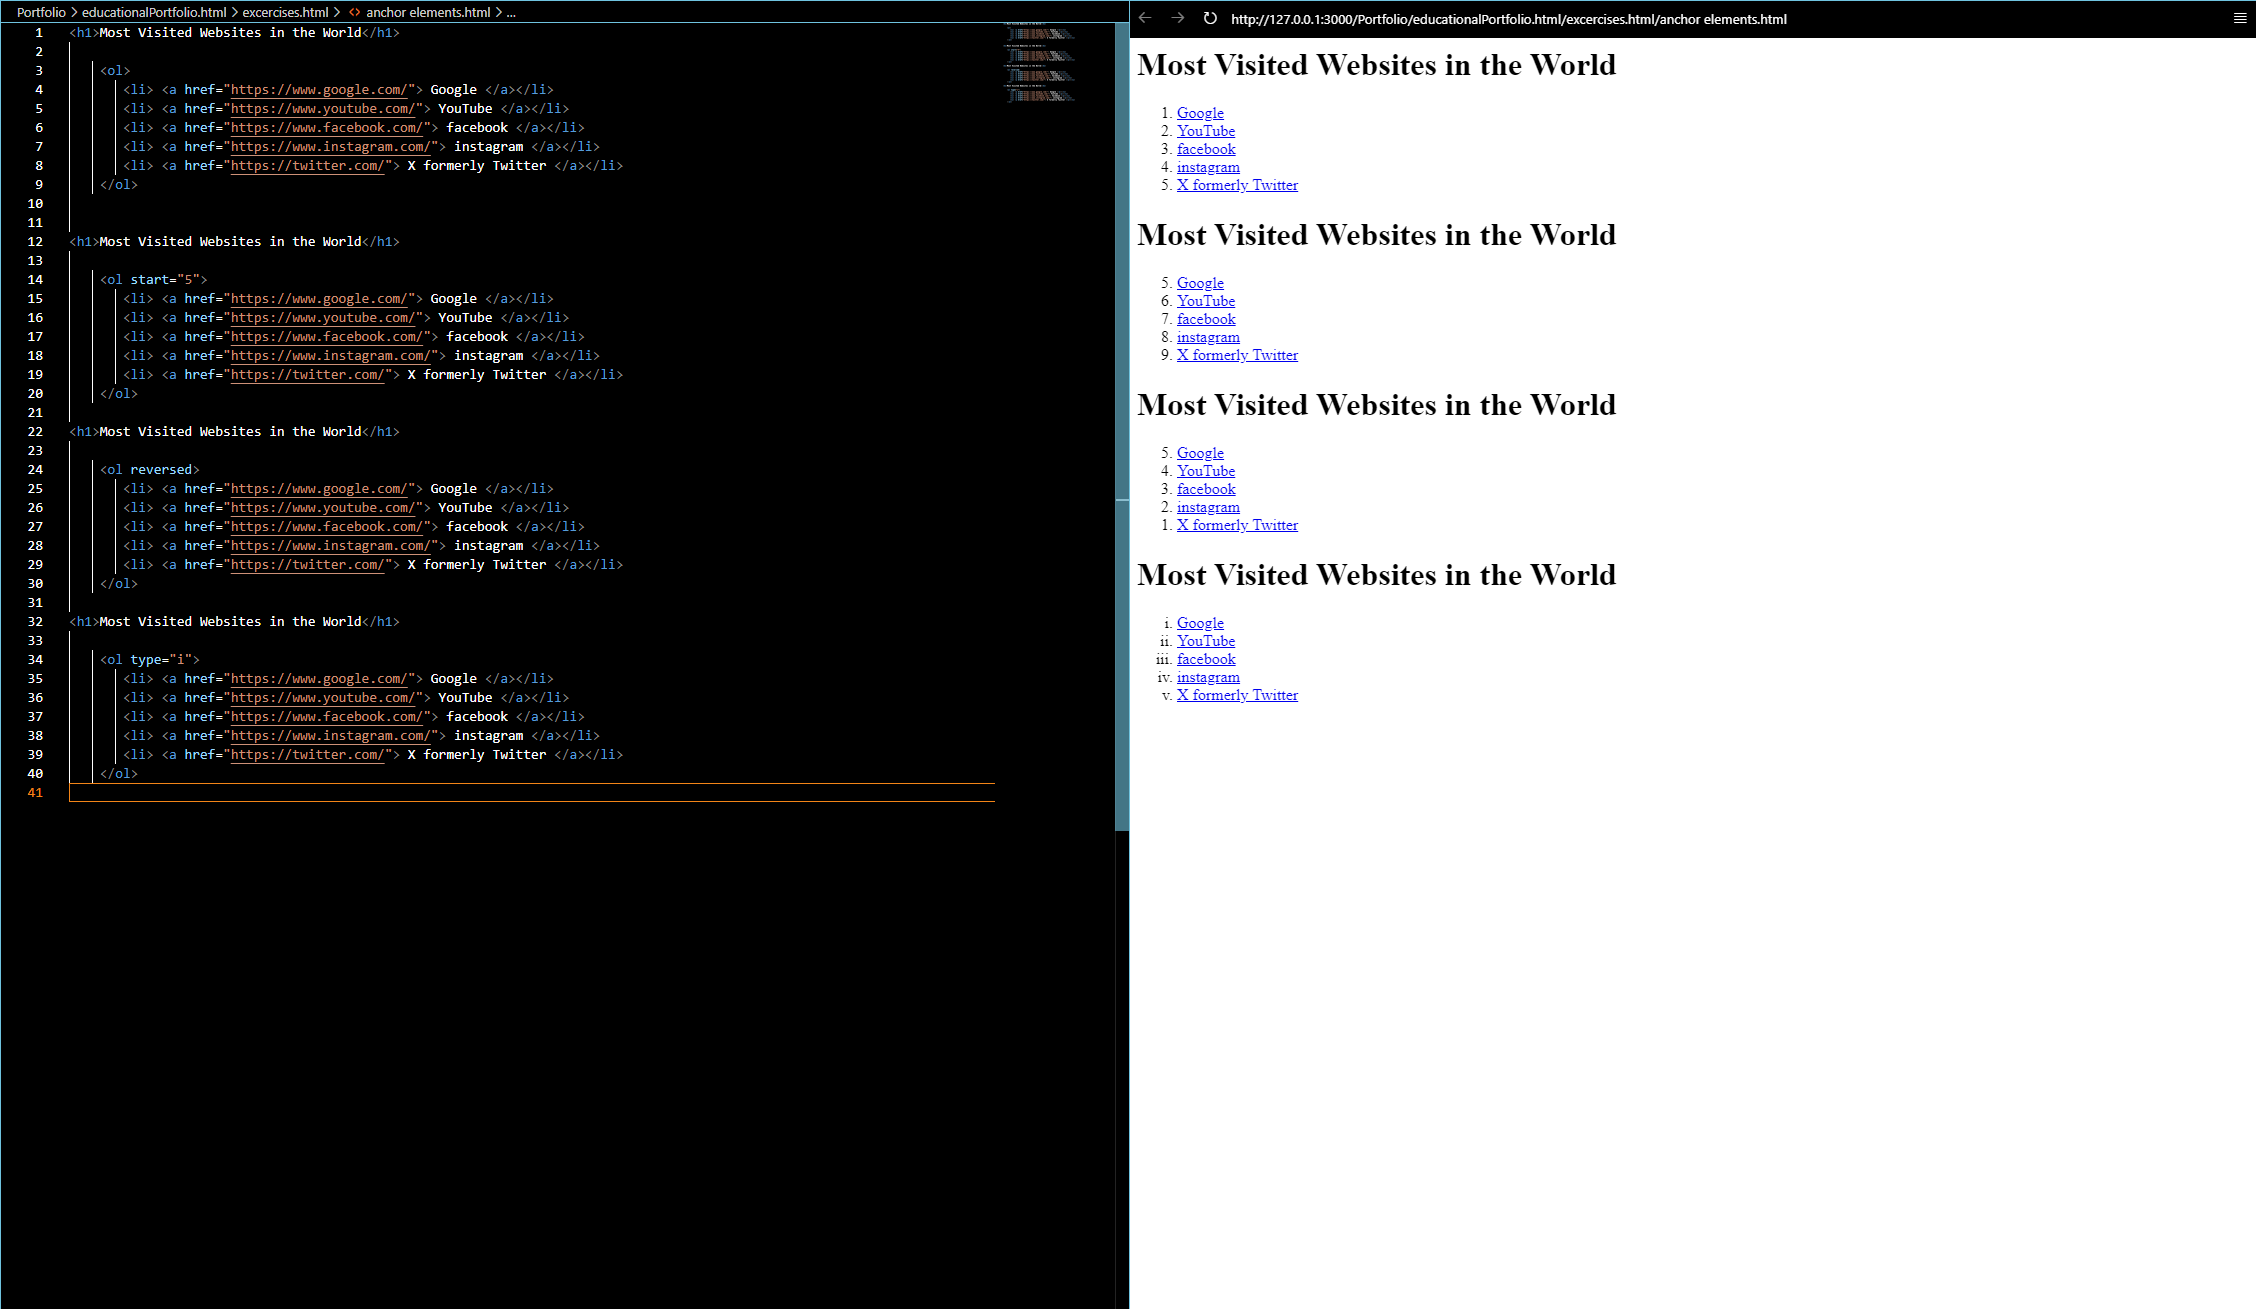 Portfolio > educationalPortfolio.html > excercises.html > <> anchor elements.html > ...
1 <h1>Most Visited Websites in the World</h1>
2
3 <ol>
4 <li> <a href="https://www.google.com/"> Google </a></li>
5 <li> <a href="https://www.youtube.com/"> YouTube </a></li>
6 <li> <a href="https://www.facebook.com/"> facebook </a></li>
7 <li> <a href="https://www.instagram.com/"> instagram </a></li>
8 <li> <a href="https://twitter.com/"> X formerly Twitter </a></li>
9 </ol>
10
11
12 <h1>Most Visited Websites in the World</h1>
13
14 <ol start="5">
15 <li> <a href="https://www.google.com/"> Google </a></li>
16 <li> <a href="https://www.youtube.com/"> YouTube </a></li>
17 <li> <a href="https://www.facebook.com/"> facebook </a></li>
18 <li> <a href="https://www.instagram.com/"> instagram </a></li>
19 <li> <a href="https://twitter.com/"> X formerly Twitter </a></li>
20 </ol>
21
22 <h1>Most Visited Websites in the World</h1>
23
24 <ol reversed>
25 <li> <a href="https://www.google.com/"> Google </a></li>
26 <li> <a href="https://www.youtube.com/"> YouTube </a></li>
27 <li> <a href="https://www.facebook.com/"> facebook </a></li>
28 <li> <a href="https://www.instagram.com/"> instagram </a></li>
29 <li> <a href="https://twitter.com/"> X formerly Twitter </a></li>
30 </ol>
31
32 <h1>Most Visited Websites in the World</h1>
33
34 <ol type="i">
35 <li> <a href="https://www.google.com/"> Google </a></li>
36 <li> <a href="https://www.youtube.com/"> YouTube </a></li>
37 <li> <a href="https://www.facebook.com/"> facebook </a></li>
38 <li> <a href="https://www.instagram.com/"> instagram </a></li>
39 <li> <a href="https://twitter.com/"> X formerly Twitter </a></li>
40 </ol>
41
http://127.0.0.1:3000/Portfolio/educationalPortfolio.html/excercises.html/anchor elements.html
Most Visited Websites in the World
1. Google
2. YouTube
3. facebook
4. instagram
5. X formerly Twitter
Most Visited Websites in the World
5. Google
6. YouTube
7. facebook
8. instagram
9. X formerly Twitter
Most Visited Websites in the World
5. Google
4. YouTube
3. facebook
2. instagram
1. X formerly Twitter
Most Visited Websites in the World
i. Google
ii. YouTube
iii. facebook
iv. instagram
v. X formerly Twitter